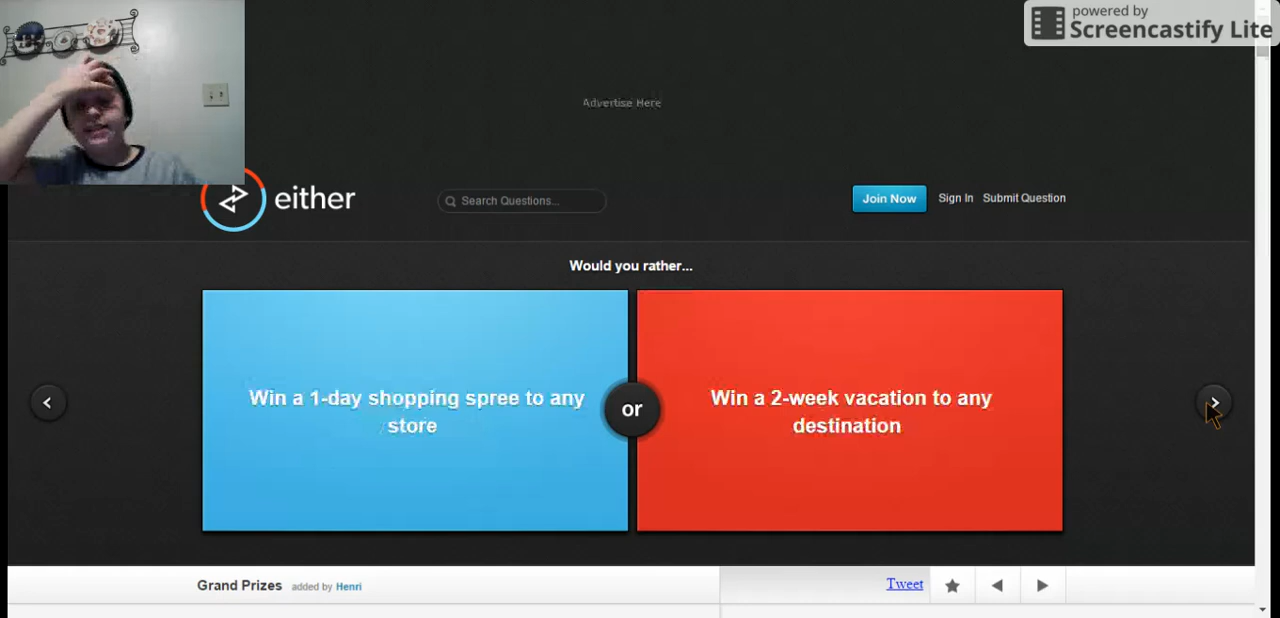 powered by
Screencastify Lite
Advertise Here
either
Search Questions...
Join Now
Sign In
Submit Question
Would you rather...
Win a 1-day shopping spree to any
store
or
Win a 2-week vacation to any
destination
Grand Prizes
added by Henri
Tweet